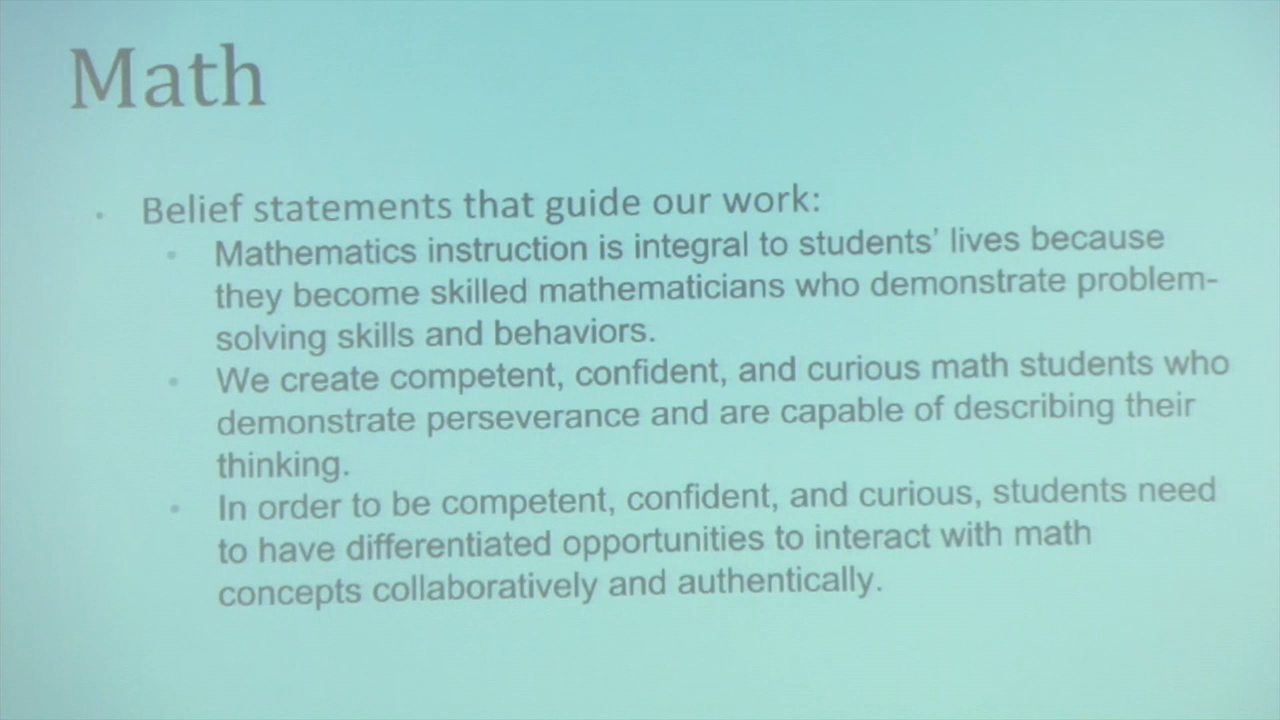 Math
• Belief statements that guide our work:
• Mathematics instruction is integral to students’ lives because
they become skilled mathematicians who demonstrate problem-
solving skills and behaviors.
• We create competent, confident, and curious math students who
demonstrate perseverance and are capable of describing their
thinking.
• In order to be competent, confident, and curious, students need
to have differentiated opportunities to interact with math
concepts collaboratively and authentically.